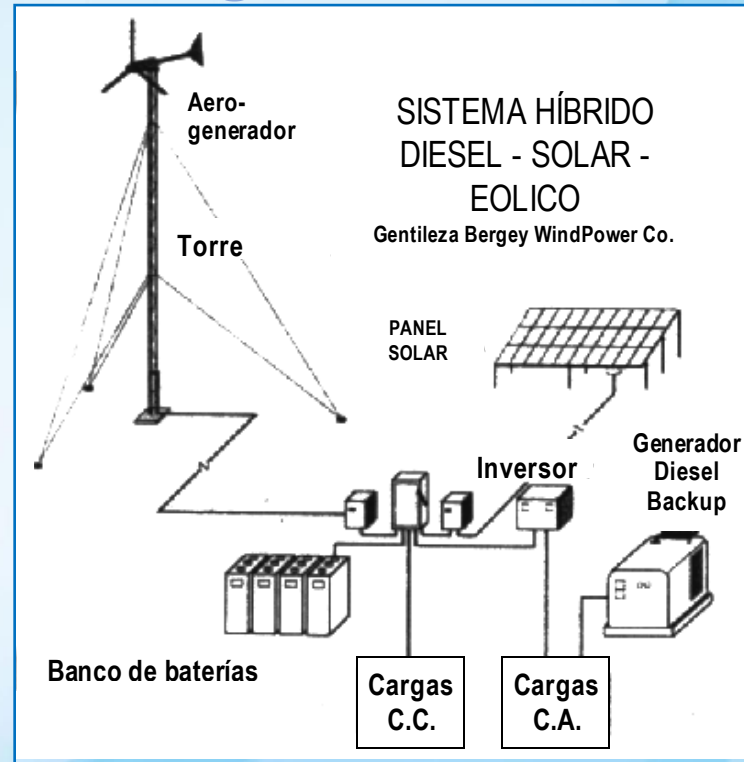 SISTEMA HÍBRIDO
DIESEL - SOLAR -
EOLICO
Gentileza Bergey WindPower Co.
Aero-
generador
Torre
PANEL
SOLAR
Inversor
Generador
Diesel
Backup
Banco de baterías
Cargas
C.C.
Cargas
C.A.